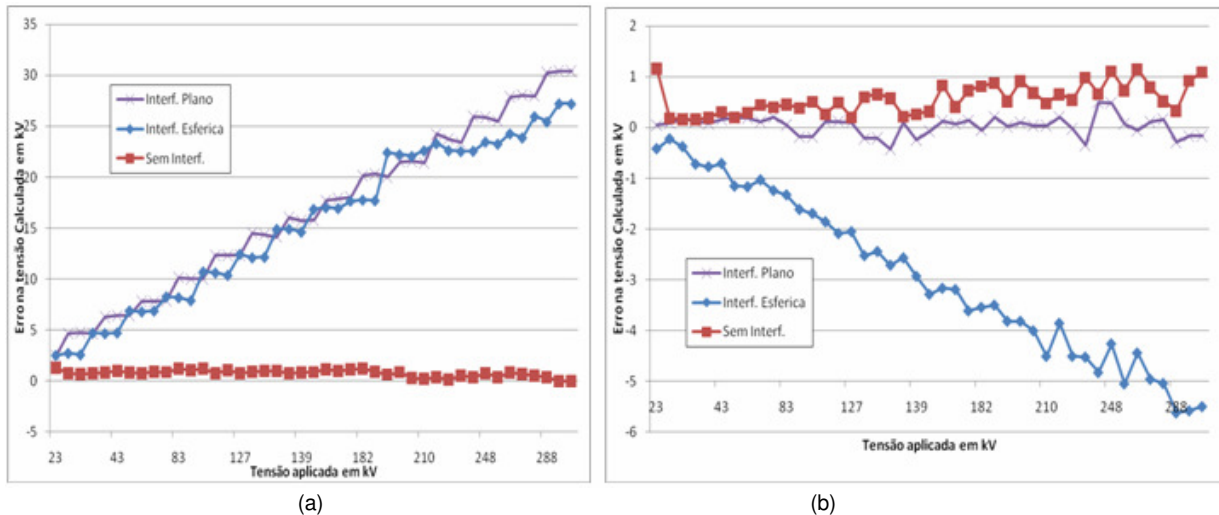 35
30
25
20
15
10
5
0
-5
Erro na tensão Calculada em kV
Interf. Plano
Interf. Esferica
Sem Interf.
23 43 83 127 139 182 210 248 288
Tensão aplicada em kV
(a)
2
1
0
-1
-2
-3
-4
-5
-6
Erro na tensão Calculada em kV
Interf. Plano
Interf. Esferica
Sem Interf.
23 43 83 127 139 182 210 248 288
Tensão aplicada em kV
(b)